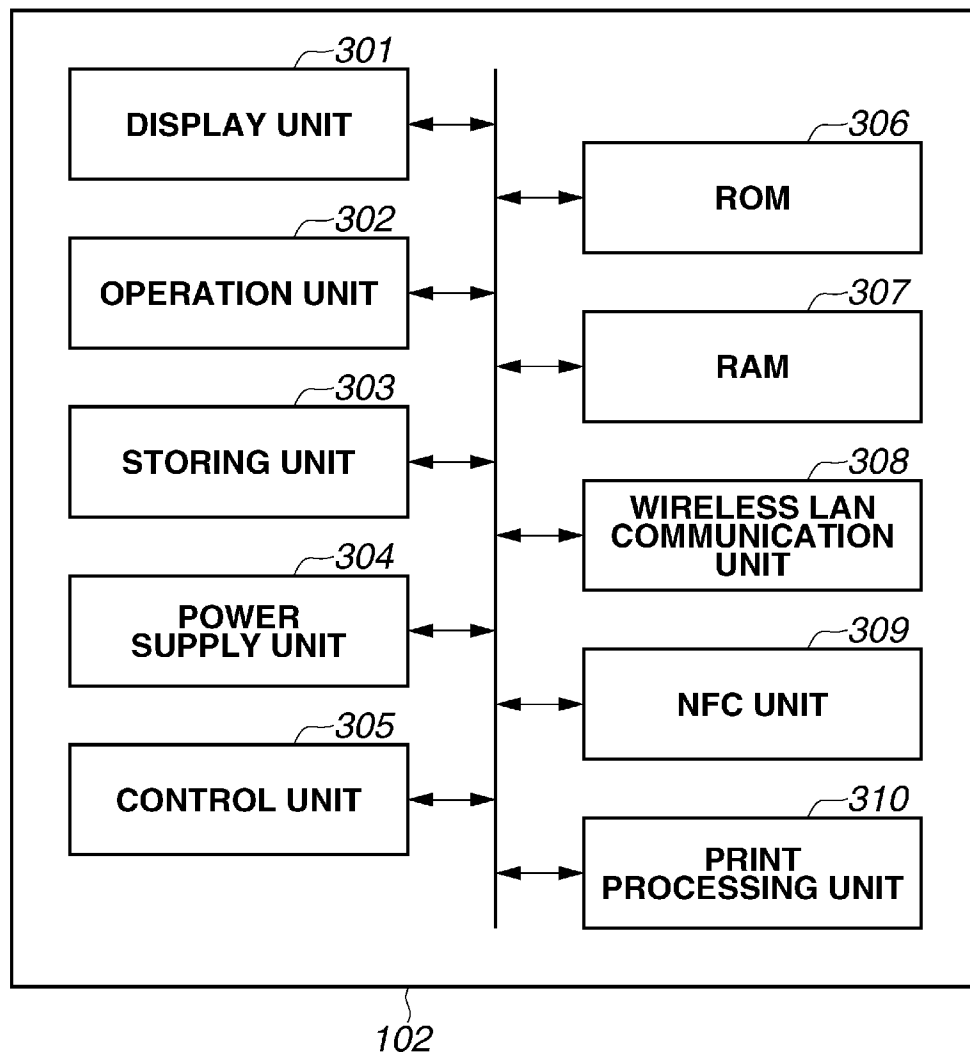 301
DISPLAY UNIT
302
OPERATION UNIT
303
STORING UNIT
304
POWER
SUPPLY UNIT
305
CONTROL UNIT
306
ROM
307
RAM
308
WIRELESS LAN
COMMUNICATION
UNIT
309
NFC UNIT
310
PRINT
PROCESSING UNIT
102